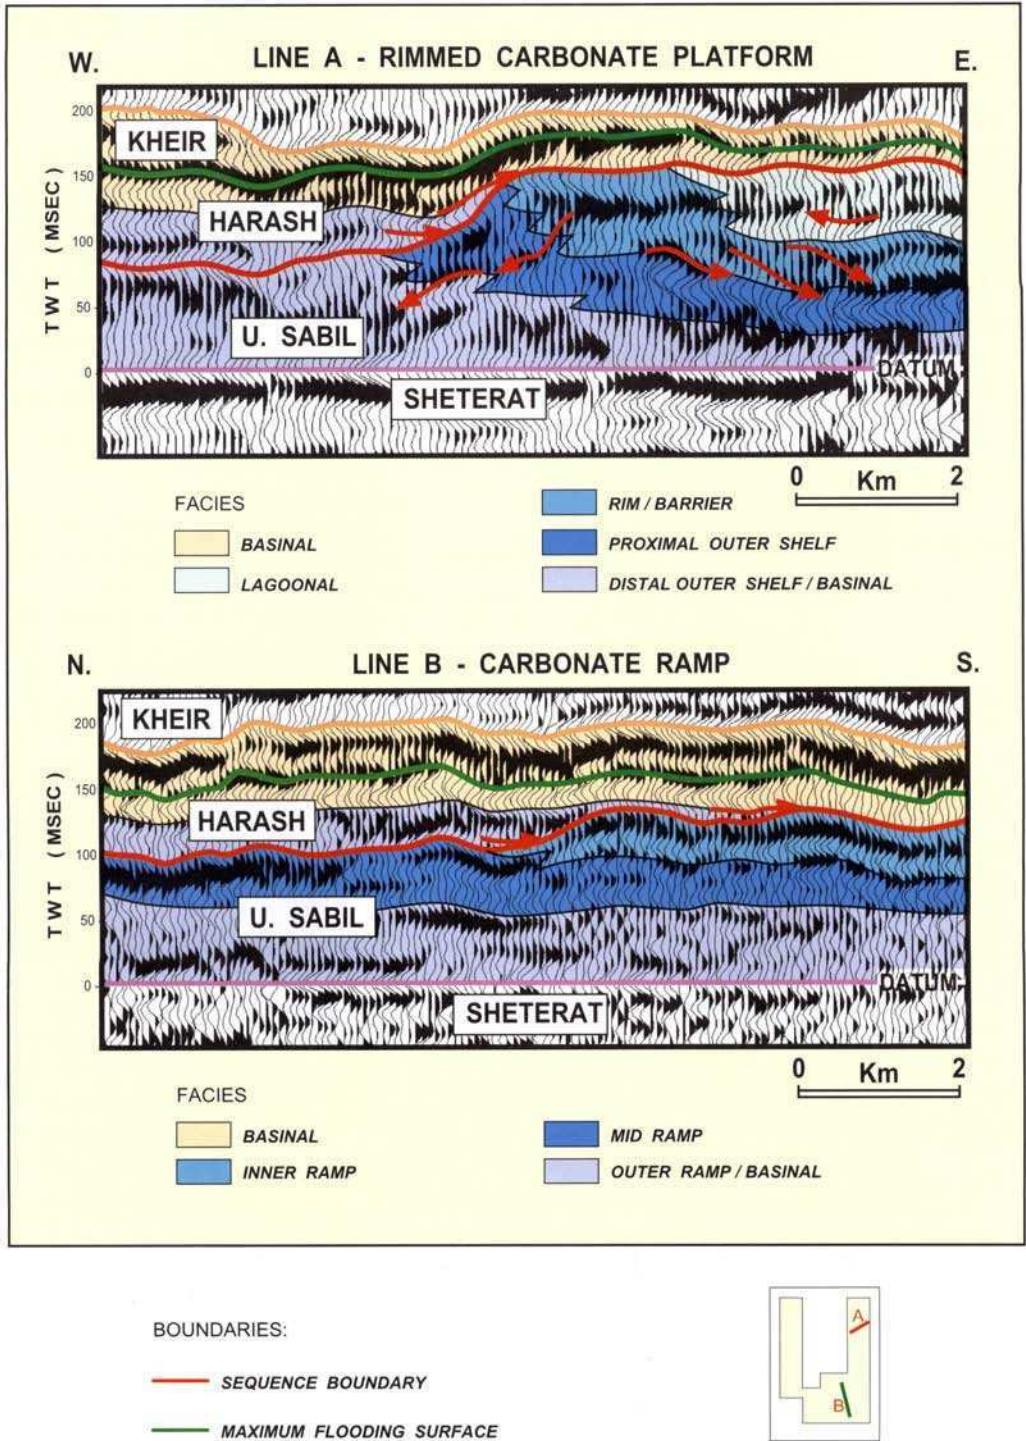 LINE A - RIMMED CARBONATE PLATFORM
W.
E.
TWT (MSEC)
200
150
100
50
0
KHEIR
HARASH
U. SABIL
DATUM
SHETERAT
0 Km 2
FACIES
BASINAL
LAGOONAL
RIM / BARRIER
PROXIMAL OUTER SHELF
DISTAL OUTER SHELF / BASINAL
LINE B - CARBONATE RAMP
N.
S.
TWT (MSEC)
200
150
100
50
0
KHEIR
HARASH
U. SABIL
DATUM
SHETERAT
0 Km 2
FACIES
BASINAL
INNER RAMP
MID RAMP
OUTER RAMP / BASINAL
BOUNDARIES:
SEQUENCE BOUNDARY
MAXIMUM FLOODING SURFACE
A
B